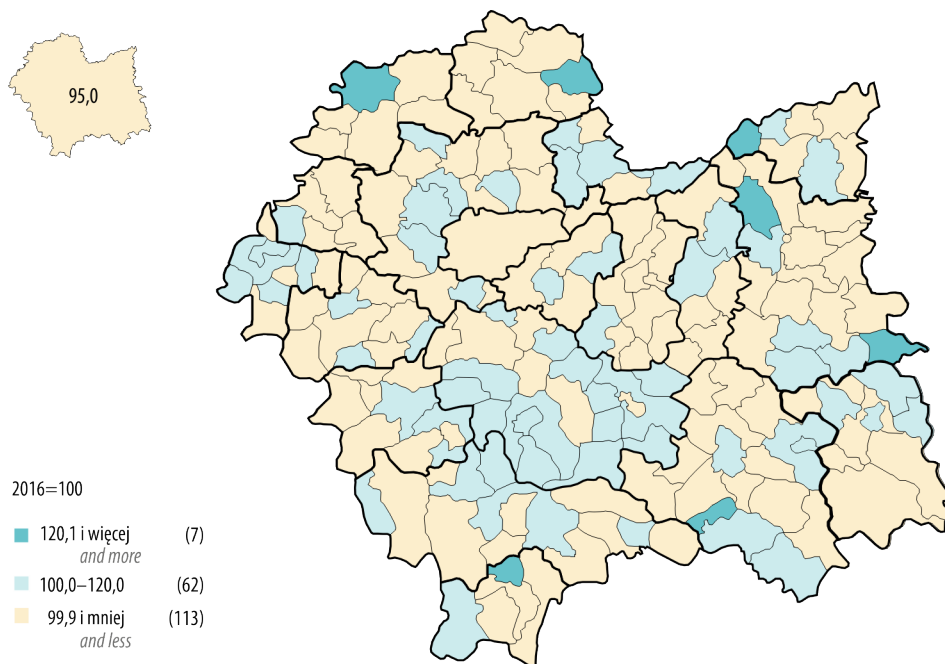 95,0
2016=100
120,1 i więcej (7)
and more
100,0–120,0 (62)
99,9 i mniej (113)
and less